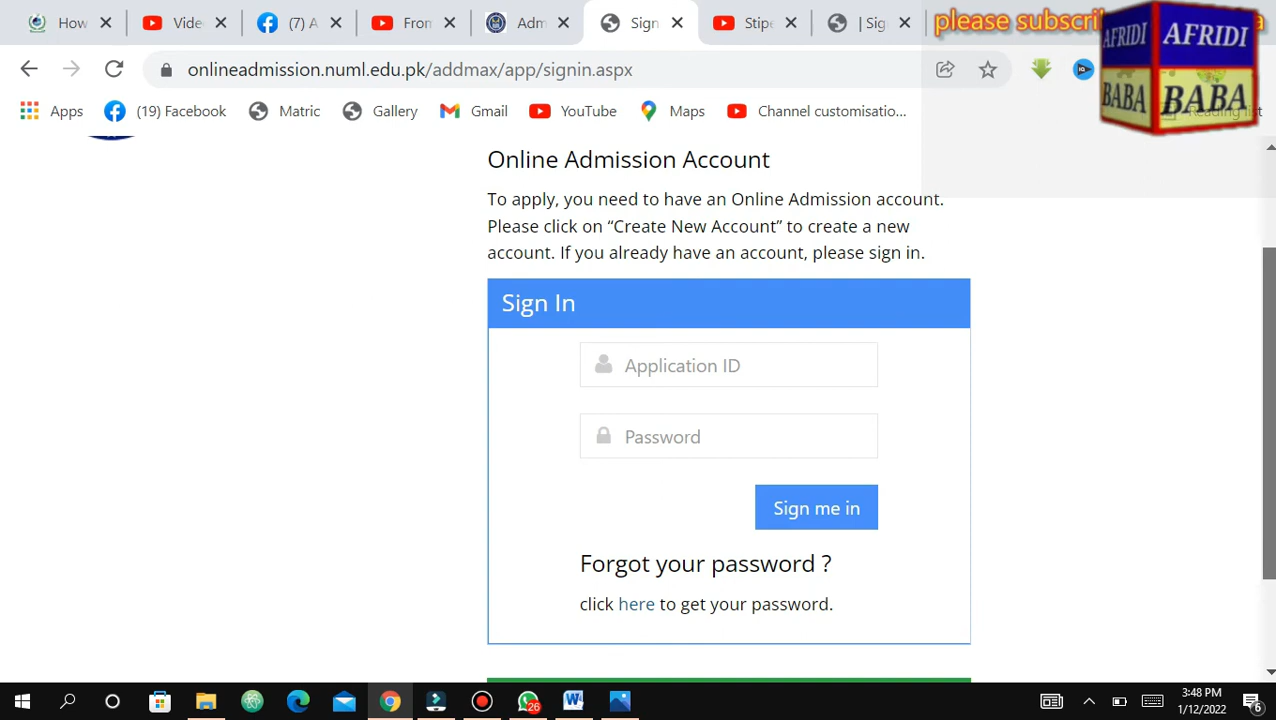 How
Vide
(7) A
Fron
Adm
Sign
Stipe
| Sig
please subscri
AFRIDI AFRIDI
BABA BABA
onlineadmission.numl.edu.pk/addmax/app/signin.aspx
Apps (19) Facebook Matric Gallery Gmail YouTube Maps Channel customisatio... Reading list
Online Admission Account
To apply, you need to have an Online Admission account.
Please click on “Create New Account” to create a new
account. If you already have an account, please sign in.
Sign In
Application ID
Password
Sign me in
Forgot your password ?
click here to get your password.
26
3:48 PM
1/12/2022
6